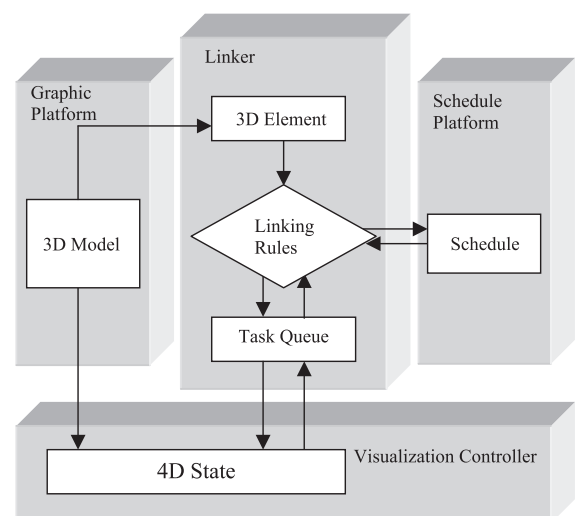 Linker
Graphic
Platform
Schedule
Platform
3D Element
3D Model
Linking
Rules
Schedule
Task Queue
Visualization Controller
4D State